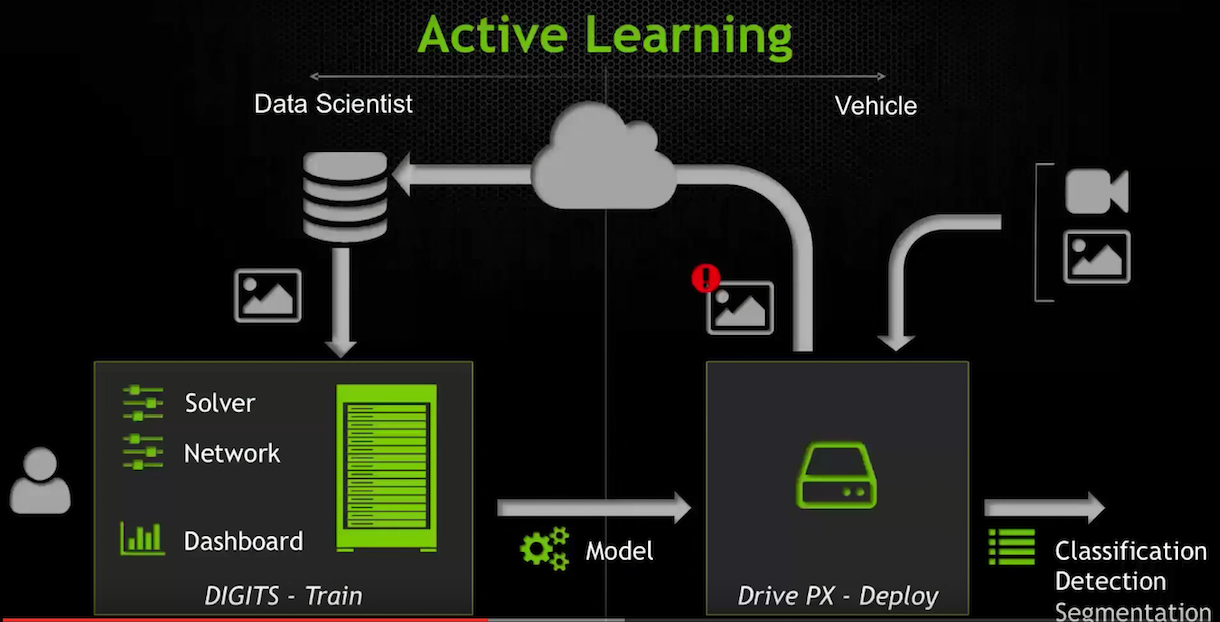 Active Learning
Data Scientist
Vehicle
Solver
Network
Dashboard
DIGITS - Train
Model
Drive PX - Deploy
Classification
Detection
Segmentation